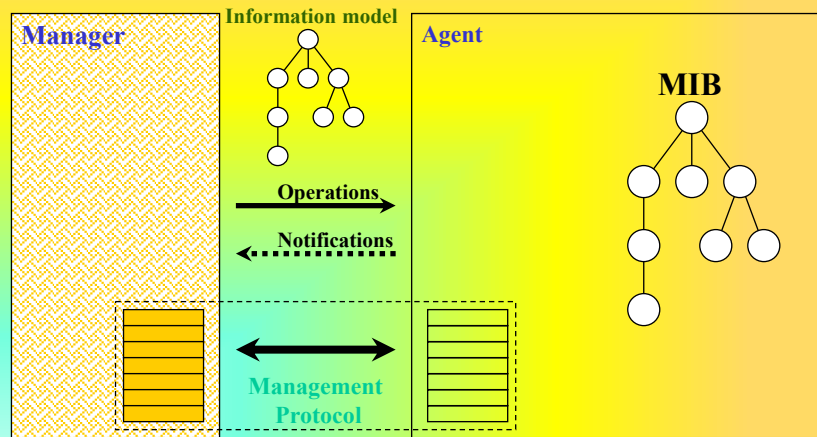 Information model
Manager
Agent
MIB
Operations
Notifications
Management
Protocol